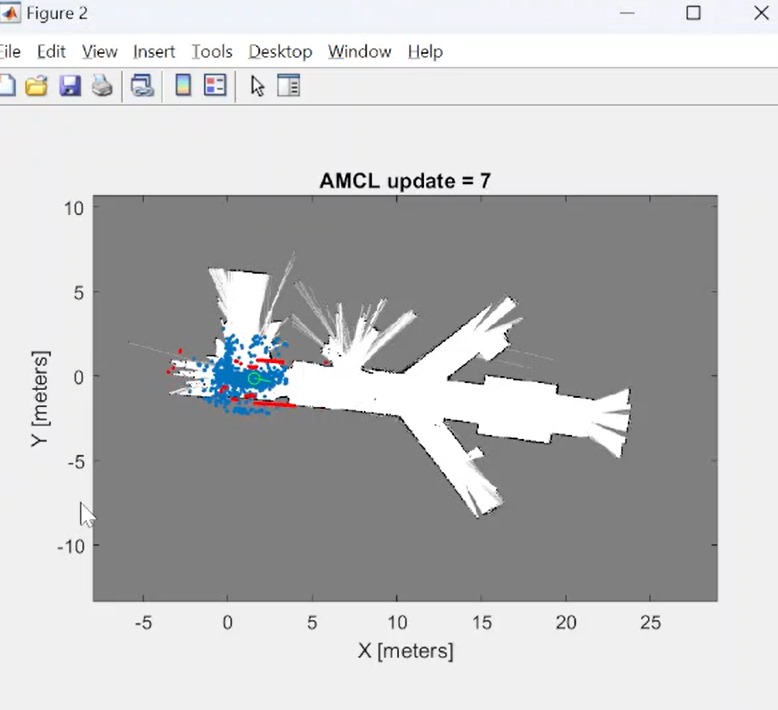 Figure 2
File Edit View Insert Tools Desktop Window Help
AMCL update = 7
10
5
0
-5
-10
Y [meters]
-5 0 5 10 15 20 25
X [meters]